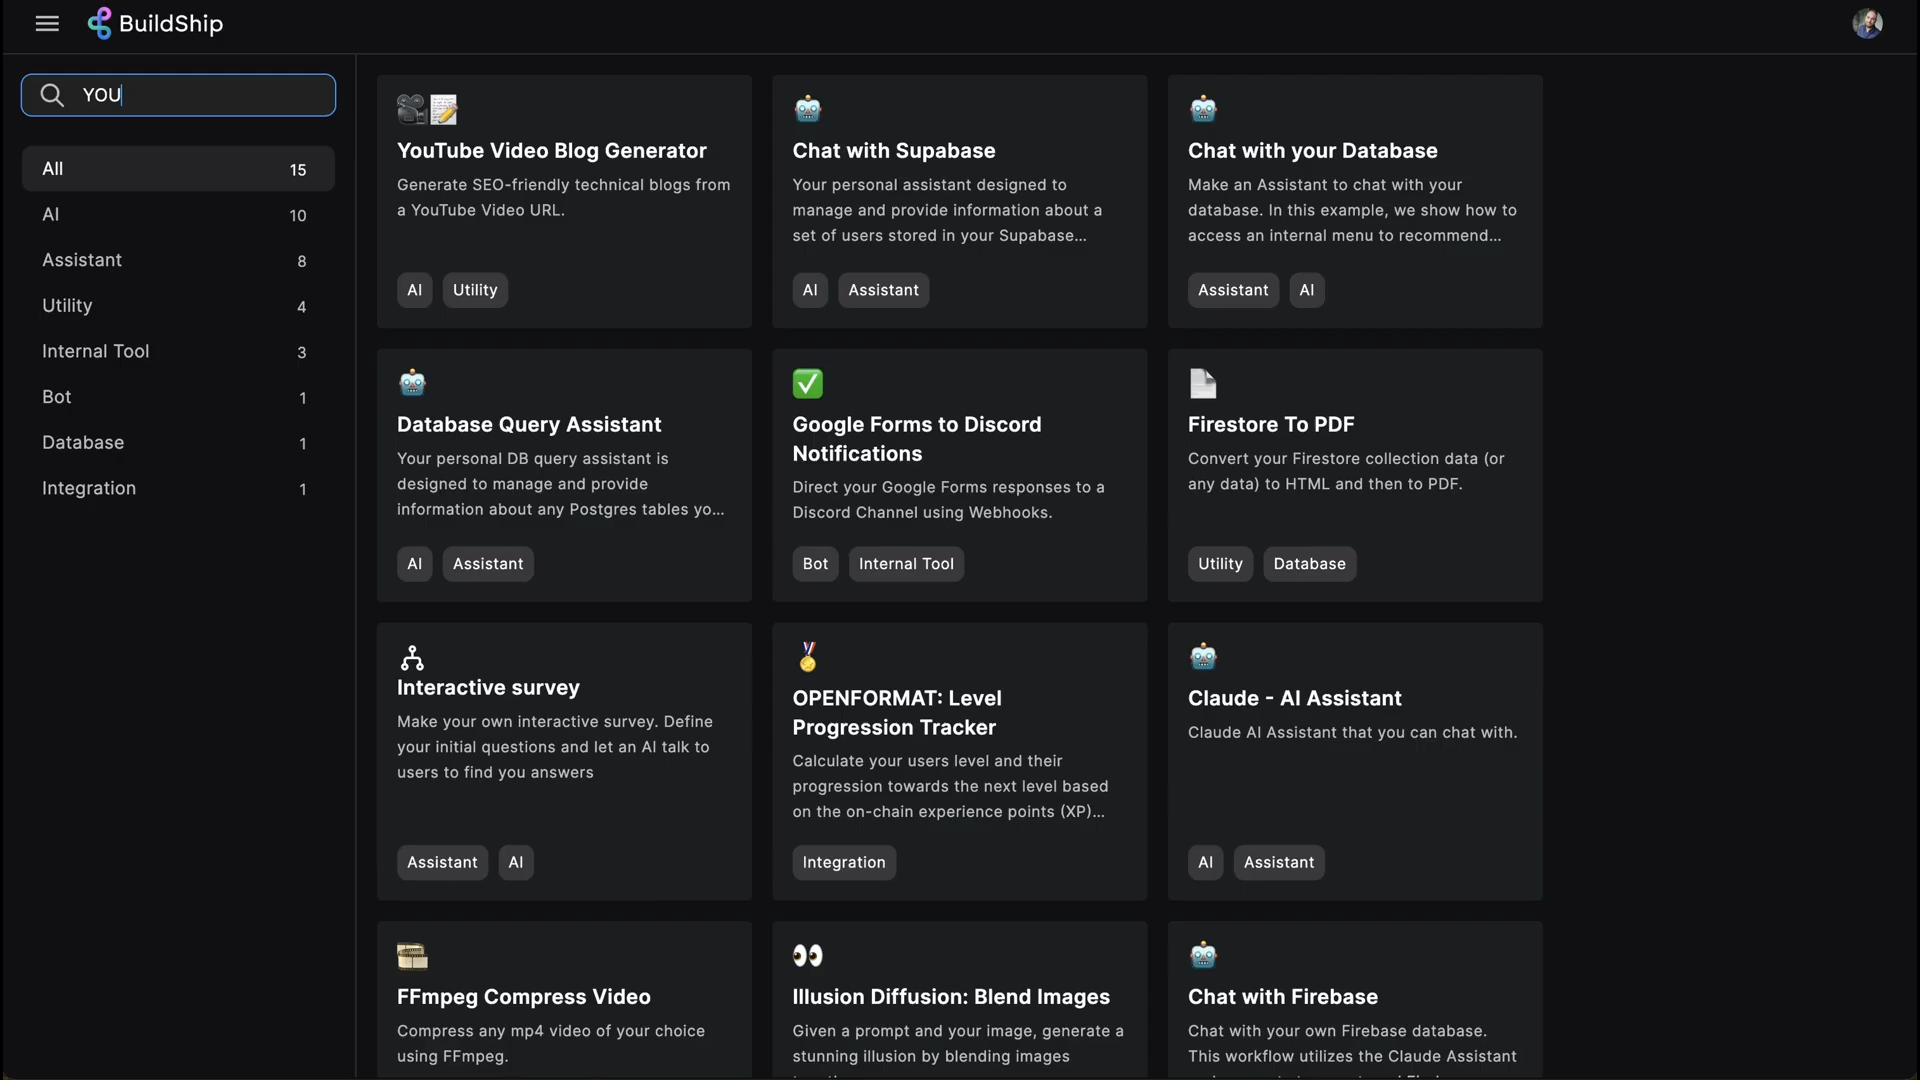 BuildShip
YOU
All 15
AI 10
Assistant 8
Utility 4
Internal Tool 3
Bot 1
Database 1
Integration 1
YouTube Video Blog Generator
Generate SEO-friendly technical blogs from
a YouTube Video URL.
AI Utility
Chat with Supabase
Your personal assistant designed to
manage and provide information about a
set of users stored in your Supabase...
AI Assistant
Chat with your Database
Make an Assistant to chat with your
database. In this example, we show how to
access an internal menu to recommend...
Assistant AI
Database Query Assistant
Your personal DB query assistant is
designed to manage and provide
information about any Postgres tables yo...
AI Assistant
Google Forms to Discord
Notifications
Direct your Google Forms responses to a
Discord Channel using Webhooks.
Bot Internal Tool
Firestore To PDF
Convert your Firestore collection data (or
any data) to HTML and then to PDF.
Utility Database
Interactive survey
Make your own interactive survey. Define
your initial questions and let an AI talk to
users to find you answers
Assistant AI
OPENFORMAT: Level
Progression Tracker
Calculate your users level and their
progression towards the next level based
on the on-chain experience points (XP)...
Integration
Claude - AI Assistant
Claude AI Assistant that you can chat with.
AI Assistant
FFmpeg Compress Video
Compress any mp4 video of your choice
using FFmpeg.
Illusion Diffusion: Blend Images
Given a prompt and your image, generate a
stunning illusion by blending images
Chat with Firebase
Chat with your own Firebase database.
This workflow utilizes the Claude Assistant